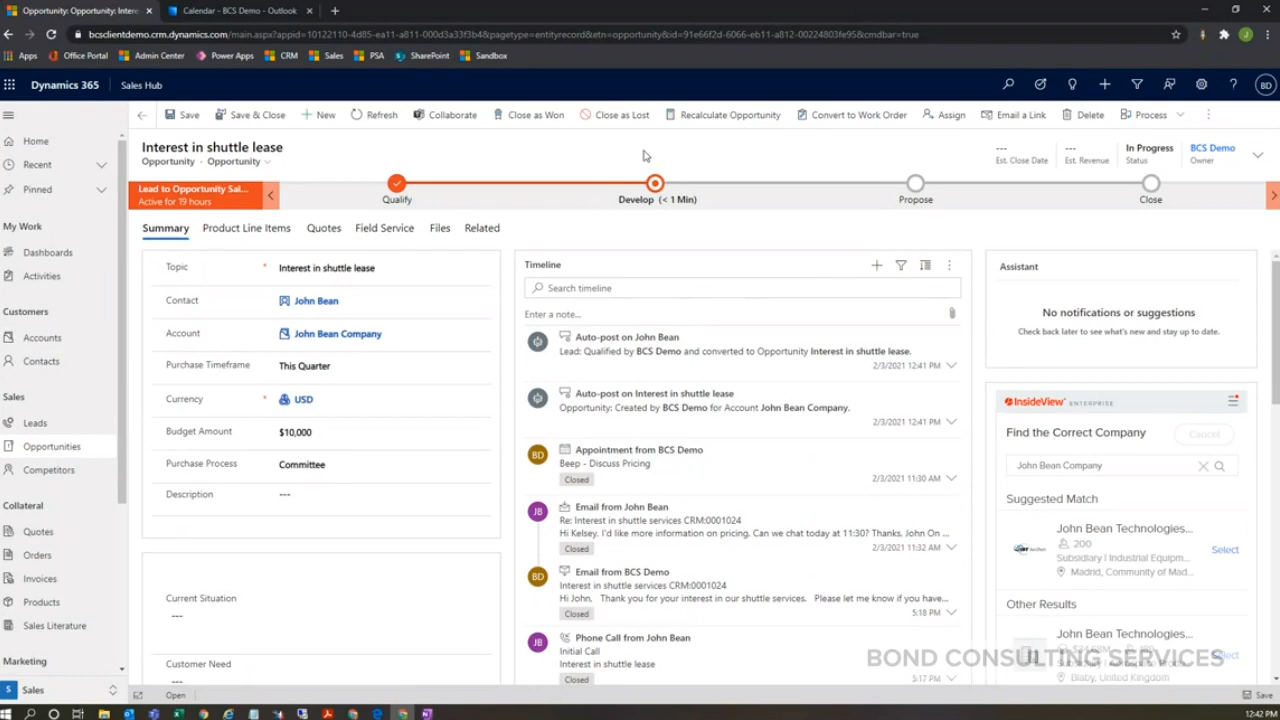 Opportunity: Opportunity: Intere
Calendar - BCS Demo - Outlook
bcsclientdemo.crm.dynamics.com/main.aspx?appid=10122110-4d85-ea11-a811-000d3a33f3b4&pagetype=entityrecord&etn=opportunity&id=91e66f2d-6066-eb11-a812-00224803fe95&cmdbar=true
Apps
Office Portal
Admin Center
Power Apps
CRM
Sales
PSA
SharePoint
Sandbox
Dynamics 365
Sales Hub
BD
Save
Save & Close
New
Refresh
Collaborate
Close as Won
Close as Lost
Recalculate Opportunity
Convert to Work Order
Assign
Email a Link
Delete
Process
Home
Recent
Pinned
My Work
Dashboards
Activities
Customers
Accounts
Contacts
Sales
Leads
Opportunities
Competitors
Collateral
Quotes
Orders
Invoices
Products
Sales Literature
Marketing
S Sales
Interest in shuttle lease
Opportunity · Opportunity
---
Est. Close Date
---
Est. Revenue
In Progress
Status
BCS Demo
Owner
Lead to Opportunity Sal...
Active for 19 hours
Qualify
Develop (< 1 Min)
Propose
Close
Summary
Product Line Items
Quotes
Field Service
Files
Related
Topic * Interest in shuttle lease
Contact John Bean
Account John Bean Company
Purchase Timeframe This Quarter
Currency * USD
Budget Amount $10,000
Purchase Process Committee
Description ---
Current Situation
---
Customer Need
---
Timeline
Search timeline
Enter a note...
Auto-post on John Bean
Lead: Qualified by BCS Demo and converted to Opportunity Interest in shuttle lease.
2/3/2021 12:41 PM
Auto-post on Interest in shuttle lease
Opportunity: Created by BCS Demo for Account John Bean Company.
2/3/2021 12:41 PM
BD
Appointment from BCS Demo
Beep - Discuss Pricing
2/3/2021 11:30 AM
Closed
JB
Email from John Bean
Re: Interest in shuttle services CRM:0001024
Hi Kelsey, I'd like more information on pricing. Can we chat today at 11:30? Thanks, John On ...
Closed
2/3/2021 11:32 AM
BD
Email from BCS Demo
Interest in shuttle services CRM:0001024
Hi John, Thank you for your interest in our shuttle services. Please let me know if you have...
Closed
5:18 PM
JB
Phone Call from John Bean
Initial Call
Interest in shuttle lease
Closed
5:17 PM
Assistant
No notifications or suggestions
Check back later to see what's new and stay up to date.
InsideView ENTERPRISE
Find the Correct Company
Cancel
John Bean Company
Suggested Match
John Bean Technologies...
200
Subsidiary | Industrial Equipm...
Madrid, Community of Mad...
Select
Other Results
John Bean Technologies...
Select
Blaby, United Kingdom
BOND CONSULTING SERVICES
Open
Save
12:42 PM